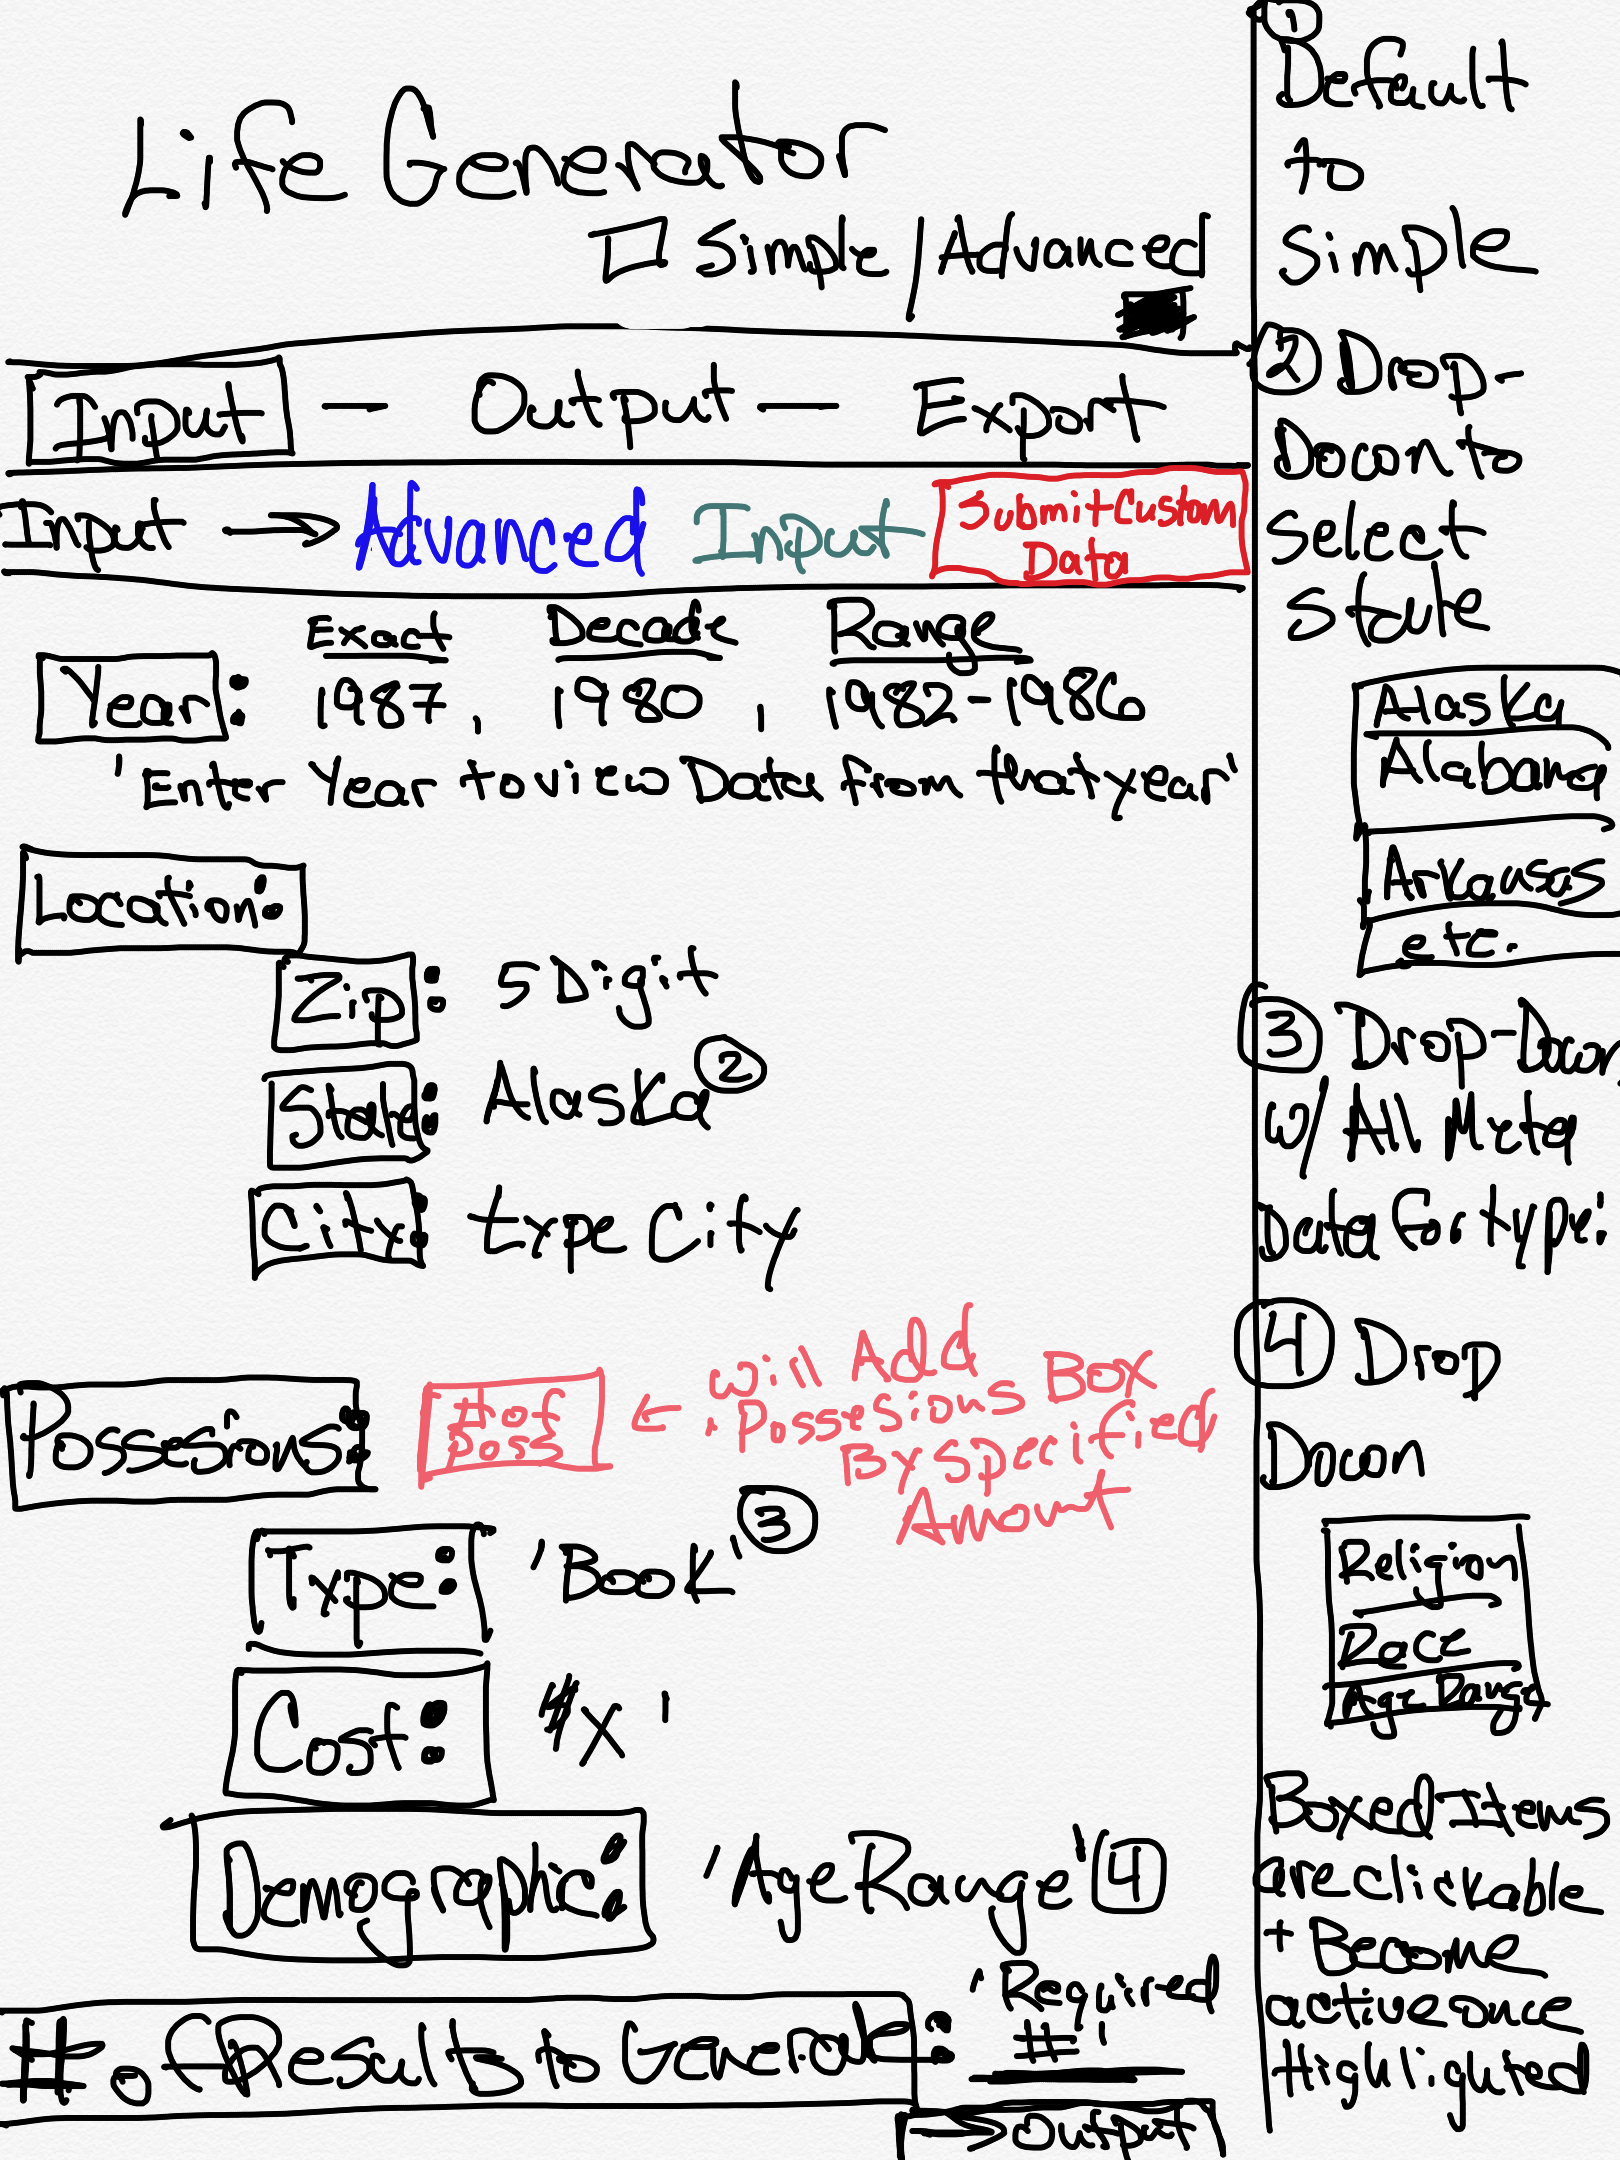 Life Generator
Simple / Advanced
Input — Output — Export
Input → Advanced Input
Submit Custom
Data
Exact Decade Range
Year: 1987, 1980, 1982-1986
'Enter Year to view Data from that year'
Location:
Zip: 5 Digit
State: Alaska ②
City: type City
Possesions: # of
Poss
← Will Add
Possesions Box
By Specified
Amount
Type: 'Book' ③
Cost: X '
Demographic: 'Age Range' 4
# of Results to Generate: 'Required
#'
→ Output
①
Default
to
Simple
② Drop-
Down to
Select
State
Alaska
Alabama
Arkansas
etc.
③ Drop-Down
w/ All Meta
Data for type:
④ Drop
Down
Religion
Race
Age Range
Boxed Items
are clickable
+ Become
active once
Highlighted